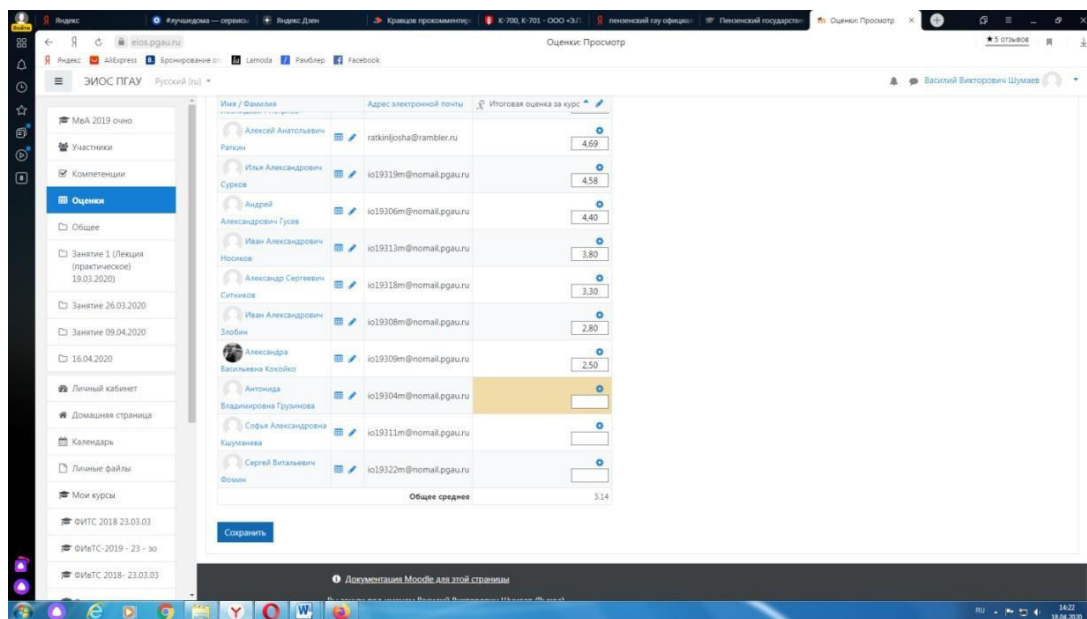 Яндекс
#лучшедома — сервисы
Яндекс Дзен
Кравцов прокомментир
К-700, К-701 - ООО «ЗЛ
пензенский гау официал
Пензенский государстве
Оценки: Просмотр
Войти
eios.pgau.ru
Оценки: Просмотр
★ 5 отзывов
Яндекс
AliExpress
Бронирование от
Lamoda
Рамблер
Facebook
ЭИОС ПГАУ Русский (ru)
Василий Викторович Шумаев
МвА 2019 очно
Участники
Компетенции
Оценки
Общее
Занятие 1 (Лекция
(практическое)
19.03.2020)
Занятие 26.03.2020
Занятие 09.04.2020
16.04.2020
Личный кабинет
Домашняя страница
Календарь
Личные файлы
Мои курсы
ФИТС 2018 23.03.03
ФИвТС-2019 - 23 - зо
ФИвТС 2018- 23.03.03
Имя / Фамилия
Адрес электронной почты
Итоговая оценка за курс
Алексей Анатольевич
Раткин
ratkinljosha@rambler.ru
4,69
Илья Александрович
Сурков
io19319m@nomail.pgau.ru
4,58
Андрей
Александрович Гусев
io19306m@nomail.pgau.ru
4,40
Иван Александрович
Носиков
io19313m@nomail.pgau.ru
3,80
Александр Сергеевич
Ситников
io19318m@nomail.pgau.ru
3,30
Иван Александрович
Злобин
io19308m@nomail.pgau.ru
2,80
Александра
Васильевна Кокойко
io19309m@nomail.pgau.ru
2,50
Антонида
Владимировна Грузинова
io19304m@nomail.pgau.ru
Софья Александровна
Кшуманева
io19311m@nomail.pgau.ru
Сергей Витальевич
Фомин
io19322m@nomail.pgau.ru
Общее среднее
3.14
Сохранить
Документация Moodle для этой страницы
RU
14:22
18.04.2020